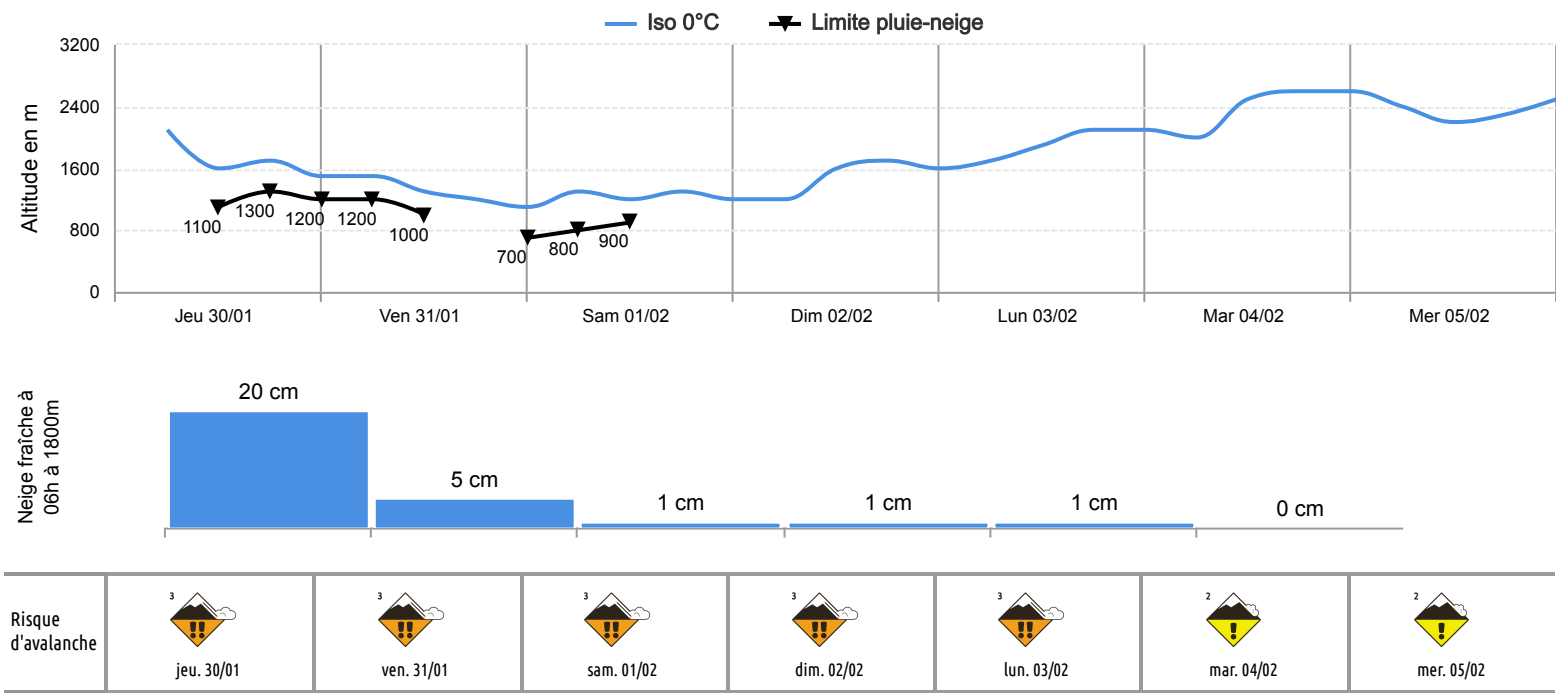 Iso 0°C
Limite pluie-neige
Altitude en m
3200
2400
1600
800
0
1100
1300
1200
1200
1000
700
800
900
Jeu 30/01
Ven 31/01
Sam 01/02
Dim 02/02
Lun 03/02
Mar 04/02
Mer 05/02
Neige fraîche à
06h à 1800m
20 cm
5 cm
1 cm
1 cm
1 cm
0 cm
Risque
d'avalanche
3
!!
jeu. 30/01
3
!!
ven. 31/01
3
!!
sam. 01/02
3
!!
dim. 02/02
3
!!
lun. 03/02
2
!
mar. 04/02
2
!
mer. 05/02